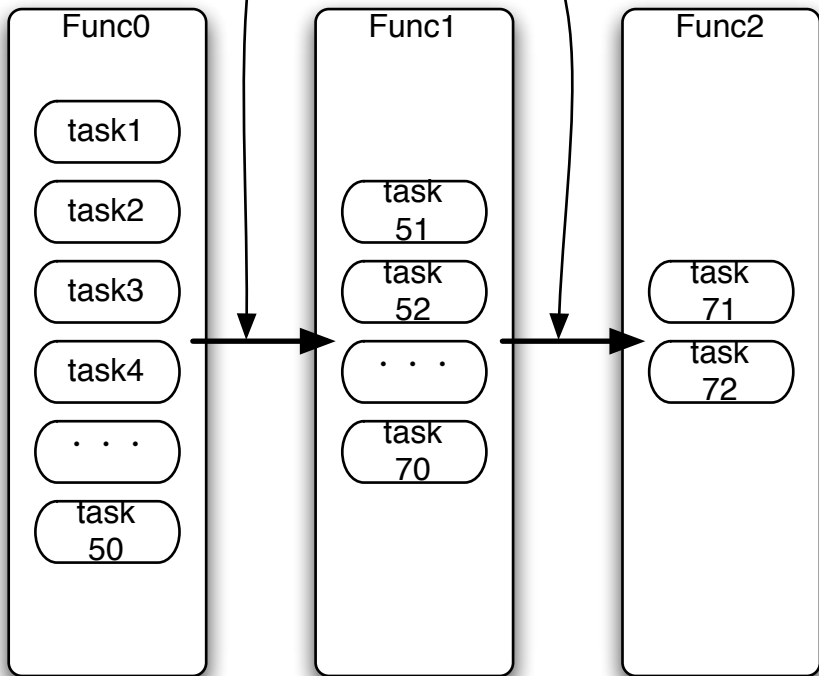 Func0
task1
task2
task3
task4
. . .
task
50
Func1
task
51
task
52
. . .
task
70
Func2
task
71
task
72